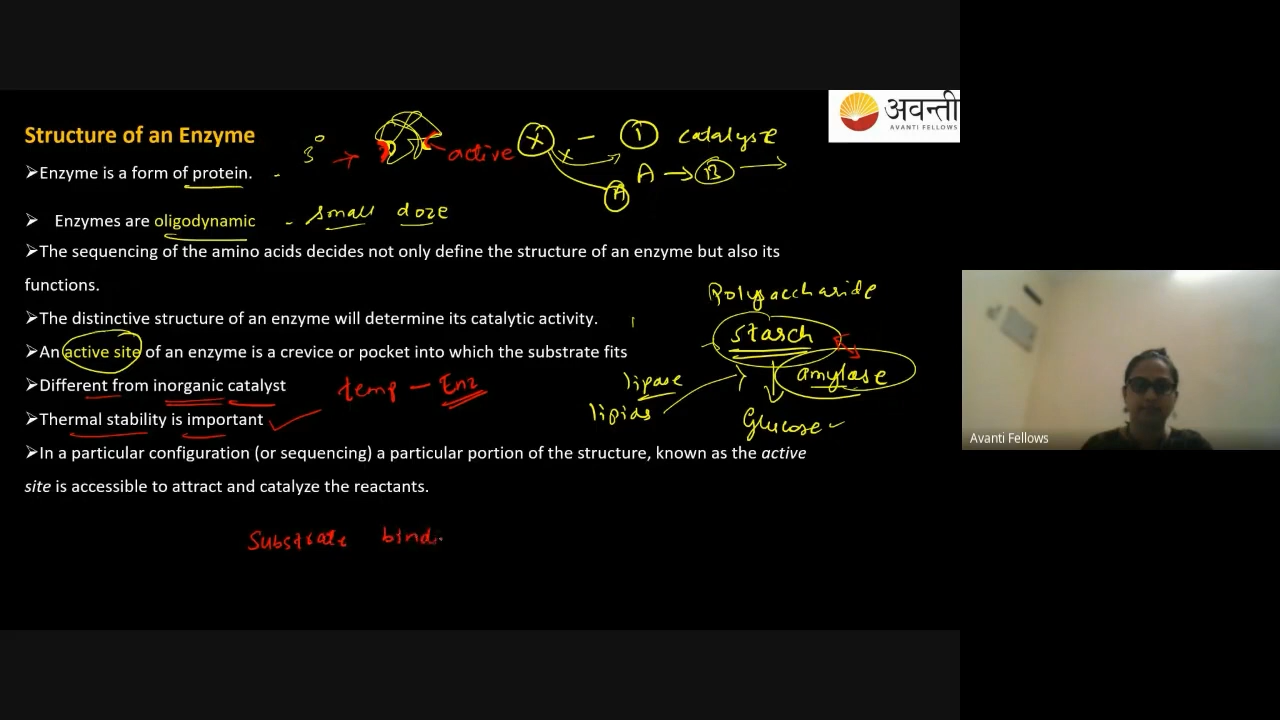 अवन्ती
AVANTI FELLOWS
Structure of an Enzyme
3° → active X – 1 catalyse
➢Enzyme is a form of protein. -
A → B →
A
➢ Enzymes are oligodynamic - small doze
➢The sequencing of the amino acids decides not only define the structure of an enzyme but also its
functions.
Polysaccharide
➢The distinctive structure of an enzyme will determine its catalytic activity.
starch
➢An active site of an enzyme is a crevice or pocket into which the substrate fits
➢Different from inorganic catalyst
temp - Enz
lipase
amylase
➢Thermal stability is important
lipids
Glucose
➢In a particular configuration (or sequencing) a particular portion of the structure, known as the active
site is accessible to attract and catalyze the reactants.
Substrate bind
Avanti Fellows